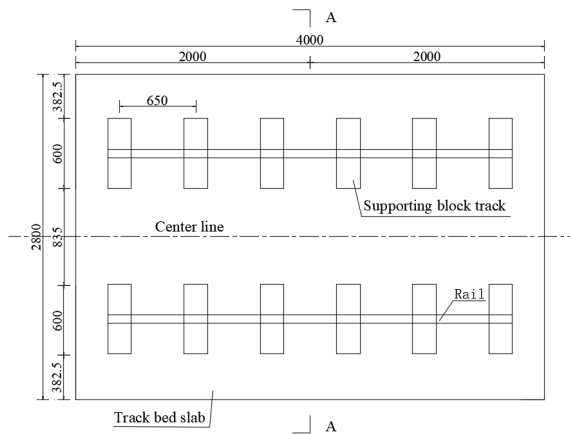 A
4000
2000
2000
382.5
650
600
Supporting block track
Center line
2800
835
Rail
600
382.5
Track bed slab
A